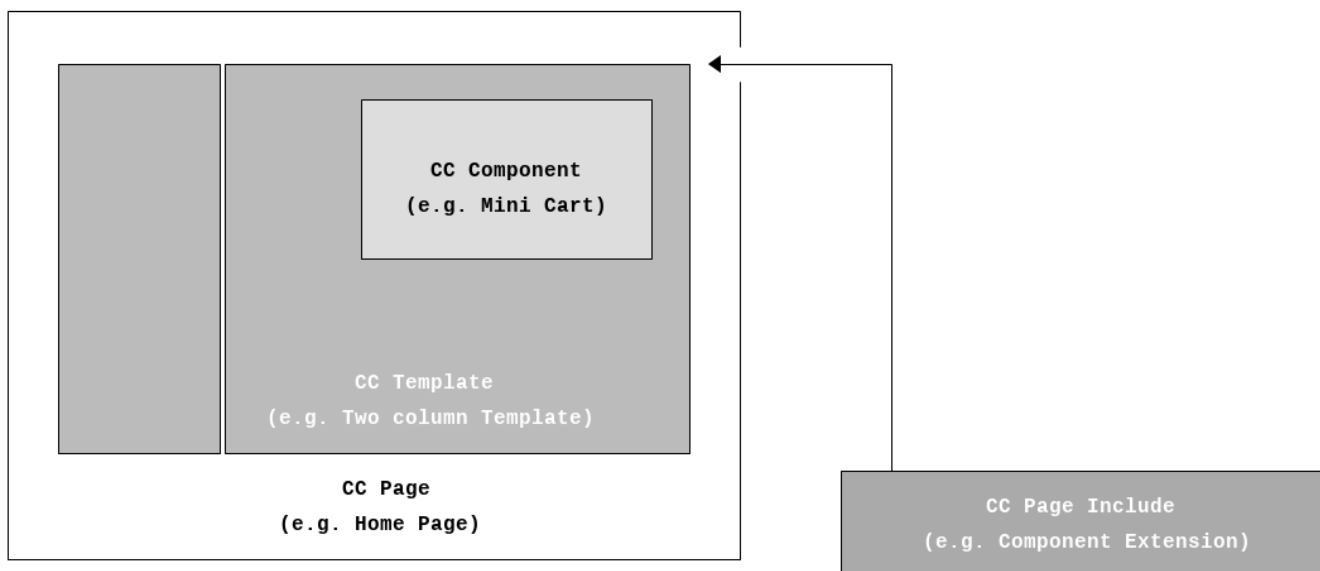 CC Component
(e.g. Mini Cart)
CC Template
(e.g. Two column Template)
CC Page
(e.g. Home Page)
CC Page Include
(e.g. Component Extension)